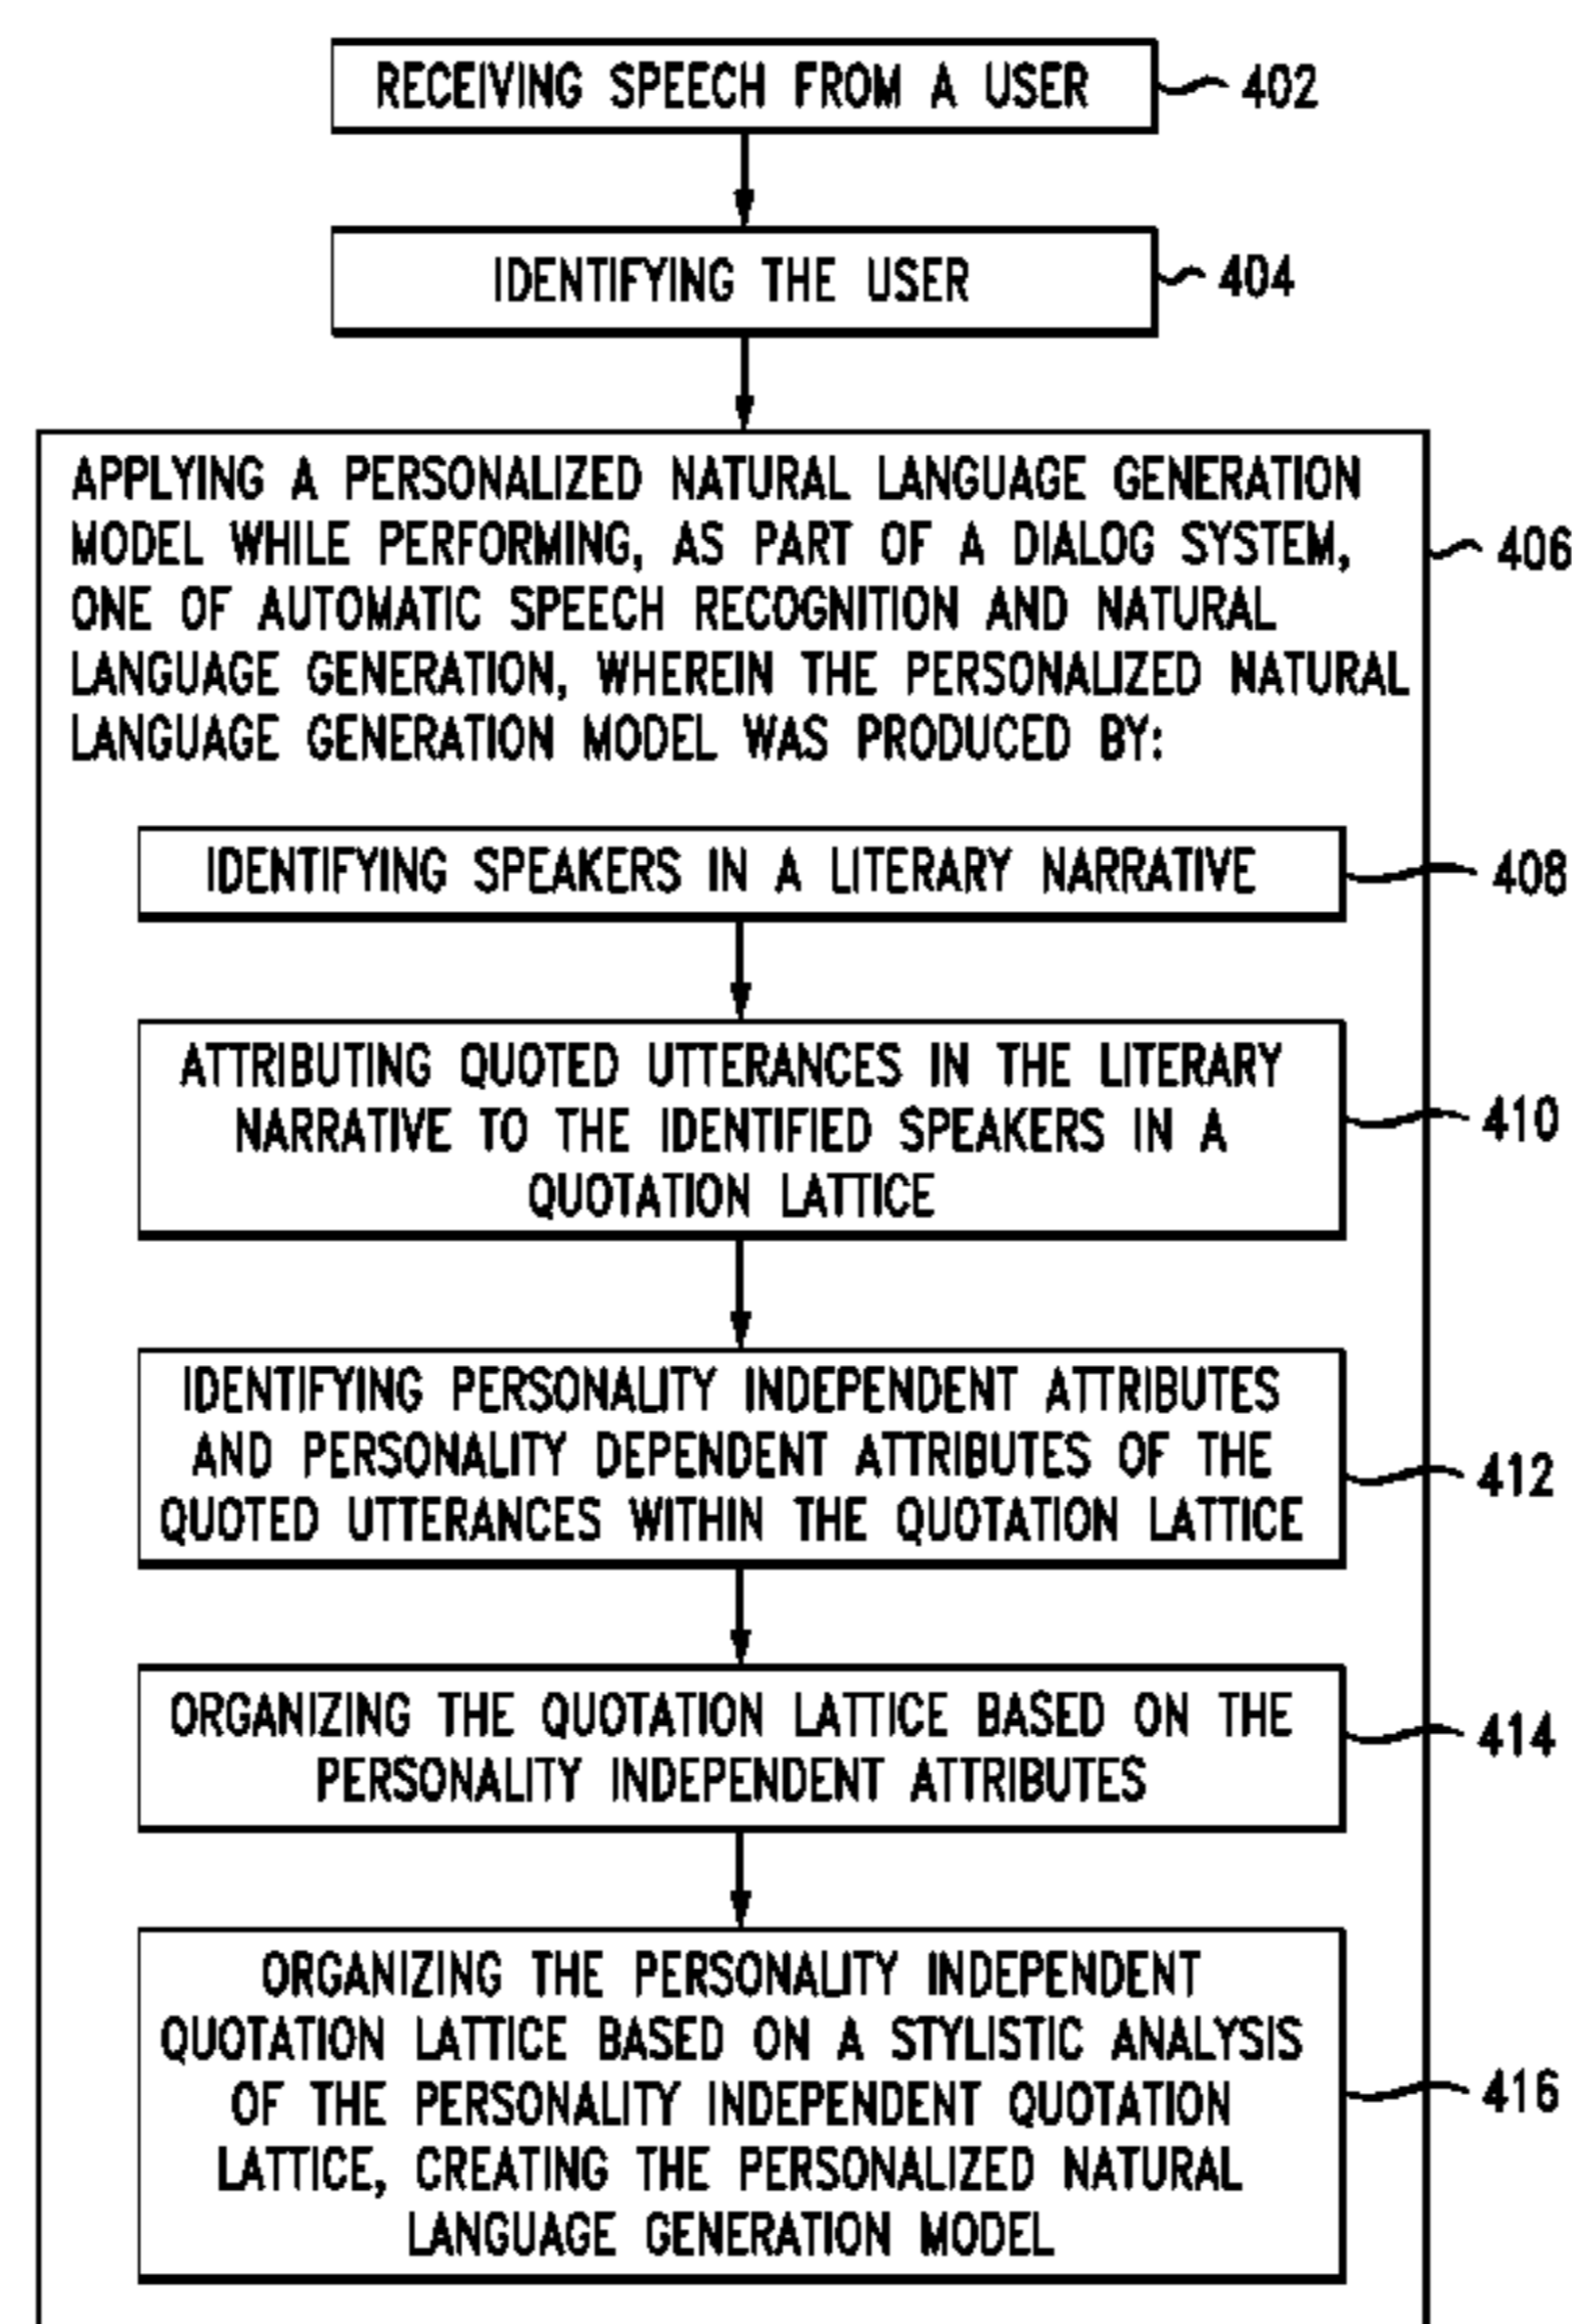 RECEIVING SPEECH FROM A USER
402
IDENTIFYING THE USER
404
APPLYING A PERSONALIZED NATURAL LANGUAGE GENERATION
MODEL WHILE PERFORMING, AS PART OF A DIALOG SYSTEM,
ONE OF AUTOMATIC SPEECH RECOGNITION AND NATURAL
LANGUAGE GENERATION, WHEREIN THE PERSONALIZED NATURAL
LANGUAGE GENERATION MODEL WAS PRODUCED BY:
406
IDENTIFYING SPEAKERS IN A LITERARY NARRATIVE
408
ATTRIBUTING QUOTED UTTERANCES IN THE LITERARY
NARRATIVE TO THE IDENTIFIED SPEAKERS IN A
QUOTATION LATTICE
410
IDENTIFYING PERSONALITY INDEPENDENT ATTRIBUTES
AND PERSONALITY DEPENDENT ATTRIBUTES OF THE
QUOTED UTTERANCES WITHIN THE QUOTATION LATTICE
412
ORGANIZING THE QUOTATION LATTICE BASED ON THE
PERSONALITY INDEPENDENT ATTRIBUTES
414
ORGANIZING THE PERSONALITY INDEPENDENT
QUOTATION LATTICE BASED ON A STYLISTIC ANALYSIS
OF THE PERSONALITY INDEPENDENT QUOTATION
LATTICE, CREATING THE PERSONALIZED NATURAL
LANGUAGE GENERATION MODEL
416